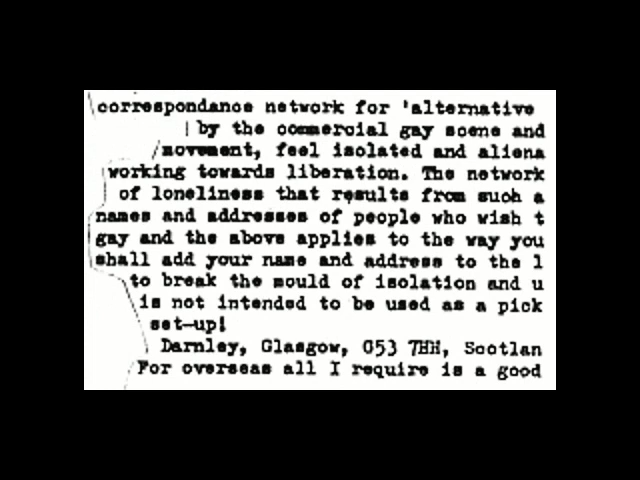 correspondance network for 'alternative
by the commercial gay scene and
movement, feel isolated and aliena
working towards liberation. The network
of loneliness that results from such a
names and addresses of people who wish t
gay and the above applies to the way you
shall add your name and address to the l
to break the mould of isolation and u
is not intended to be used as a pick
set-up!
Darnley, Glasgow, G53 7HH, Scotlan
For overseas all I require is a good